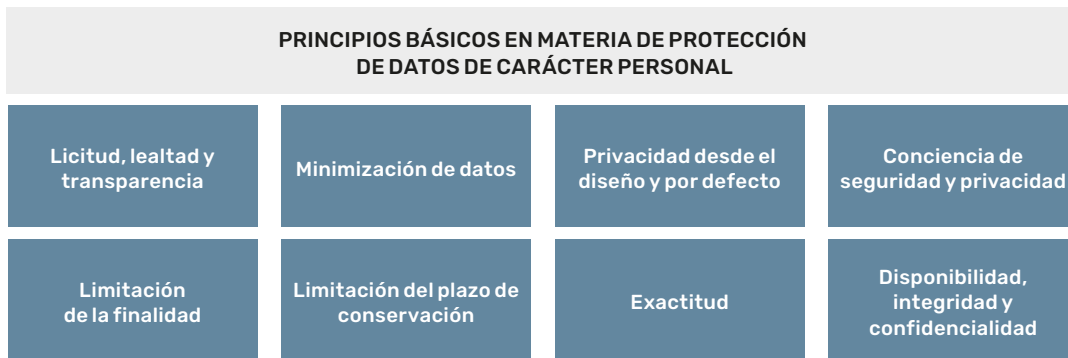 PRINCIPIOS BÁSICOS EN MATERIA DE PROTECCIÓN
DE DATOS DE CARÁCTER PERSONAL
Licitud, lealtad y
transparencia
Minimización de datos
Privacidad desde el
diseño y por defecto
Conciencia de
seguridad y privacidad
Limitación
de la finalidad
Limitación del plazo de
conservación
Exactitud
Disponibilidad,
integridad y
confidencialidad